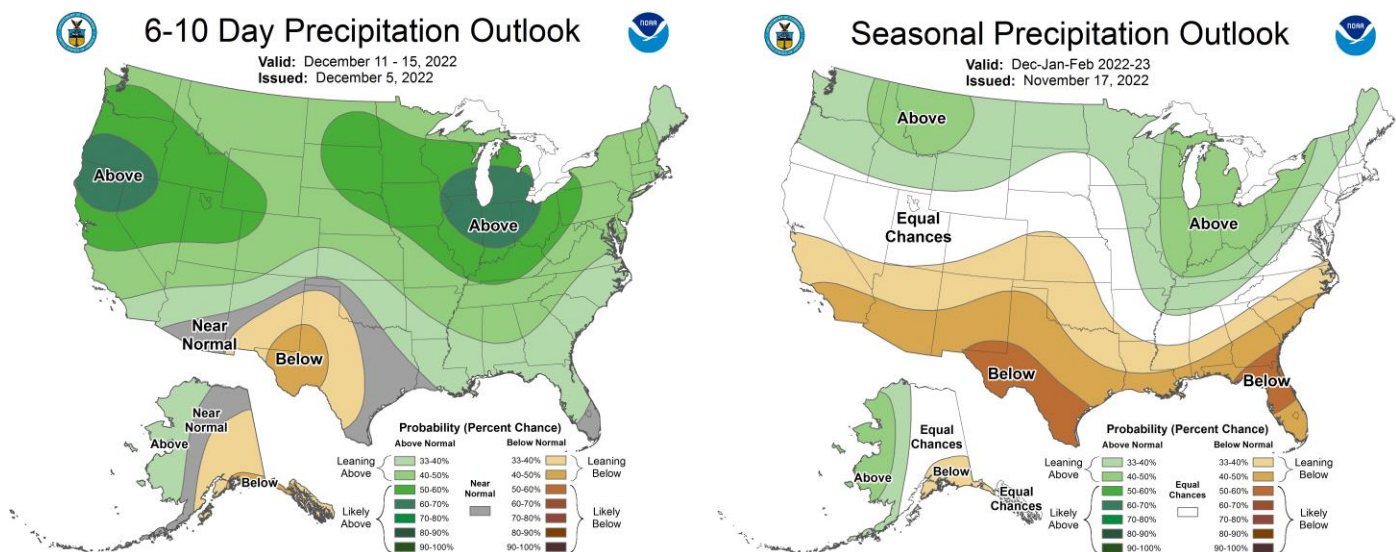 6-10 Day Precipitation Outlook
Valid: December 11 - 15, 2022
Issued: December 5, 2022
NOAA
Above
Above
Near
Normal
Below
Near
Normal
Above
Below
Probability (Percent Chance)
Above Normal
Below Normal
Leaning
Above
33-40%
40-50%
Near
Normal
33-40%
40-50%
Leaning
Below
Likely
Above
50-60%
60-70%
70-80%
80-90%
90-100%
50-60%
60-70%
70-80%
80-90%
90-100%
Likely
Below
Seasonal Precipitation Outlook
Valid: Dec-Jan-Feb 2022-23
Issued: November 17, 2022
NOAA
Above
Equal
Chances
Above
Below
Below
Equal
Chances
Above
Below
Equal
Chances
Probability (Percent Chance)
Above Normal
Below Normal
Leaning
Above
33-40%
40-50%
Equal
Chances
33-40%
40-50%
Leaning
Below
Likely
Above
50-60%
60-70%
70-80%
80-90%
90-100%
50-60%
60-70%
70-80%
80-90%
90-100%
Likely
Below